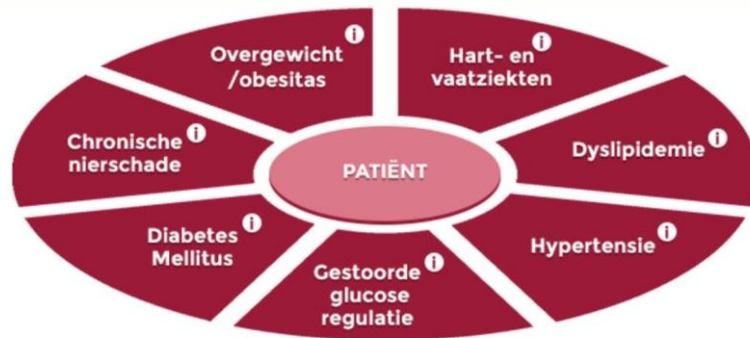 Overgewicht
/obesitas
Hart- en
vaatziekten
Chronische
nierschade
PATIËNT
Dyslipidemie
Diabetes
Mellitus
Gestoorde
glucose
regulatie
Hypertensie
i
i
i
i
i
i
i